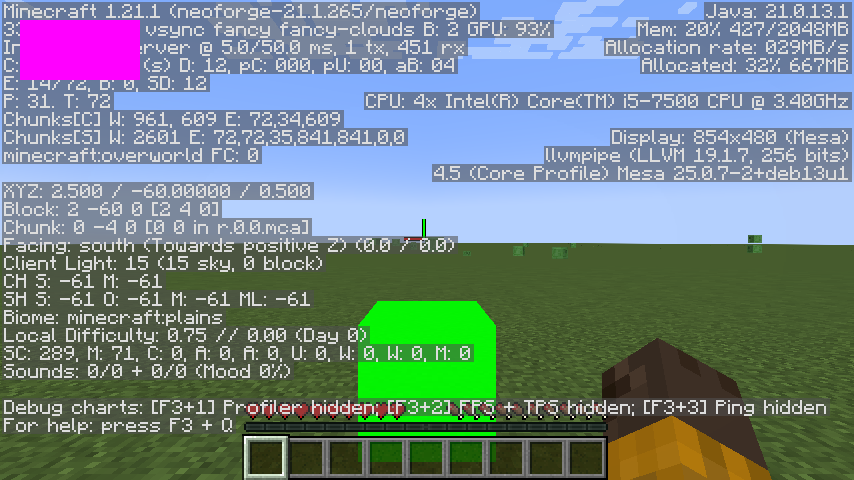 Minecraft 1.21.1 (neoforge-21.1.265/neoforge)
vsync fancy fancy-clouds B: 2 GPU: 93%
@ 5.0/50.0 ms, 1 tx, 451 rx
(s) D: 12, pC: 000, pU: 00, aB: 04
E: 14/72, B: 0, SD: 12
P: 31. T: 72
Chunks[C] W: 961, 609 E: 72,34,609
Chunks[S] W: 2601 E: 72,72,35,841,841,0,0
minecraft:overworld FC: 0
XYZ: 2.500 / -60.00000 / 0.500
Block: 2 -60 0 [2 4 0]
Chunk: 0 -4 0 [0 0 in r.0.0.mca]
Facing: south (Towards positive Z) (0.0 / 0.0)
Client Light: 15 (15 sky, 0 block)
CH S: -61 M: -61
SH S: -61 O: -61 M: -61 ML: -61
Biome: minecraft:plains
Local Difficulty: 0.75 // 0.00 (Day 0)
SC: 289, M: 71, C: 0, A: 0, A: 0, U: 0, W: 0, W: 0, M: 0
Sounds: 0/0 + 0/0 (Mood 0%)
Debug charts: [F3+1] Profiler hidden; [F3+2] FPS + TPS hidden; [F3+3] Ping hidden
For help: press F3 + Q
Java: 21.0.13.1
Mem: 20% 427/2048MB
Allocation rate: 029MB/s
Allocated: 32% 667MB
CPU: 4x Intel(R) Core(TM) i5-7500 CPU @ 3.40GHz
Display: 854x480 (Mesa)
llvmpipe (LLVM 19.1.7, 256 bits)
4.5 (Core Profile) Mesa 25.0.7-2+deb13u1